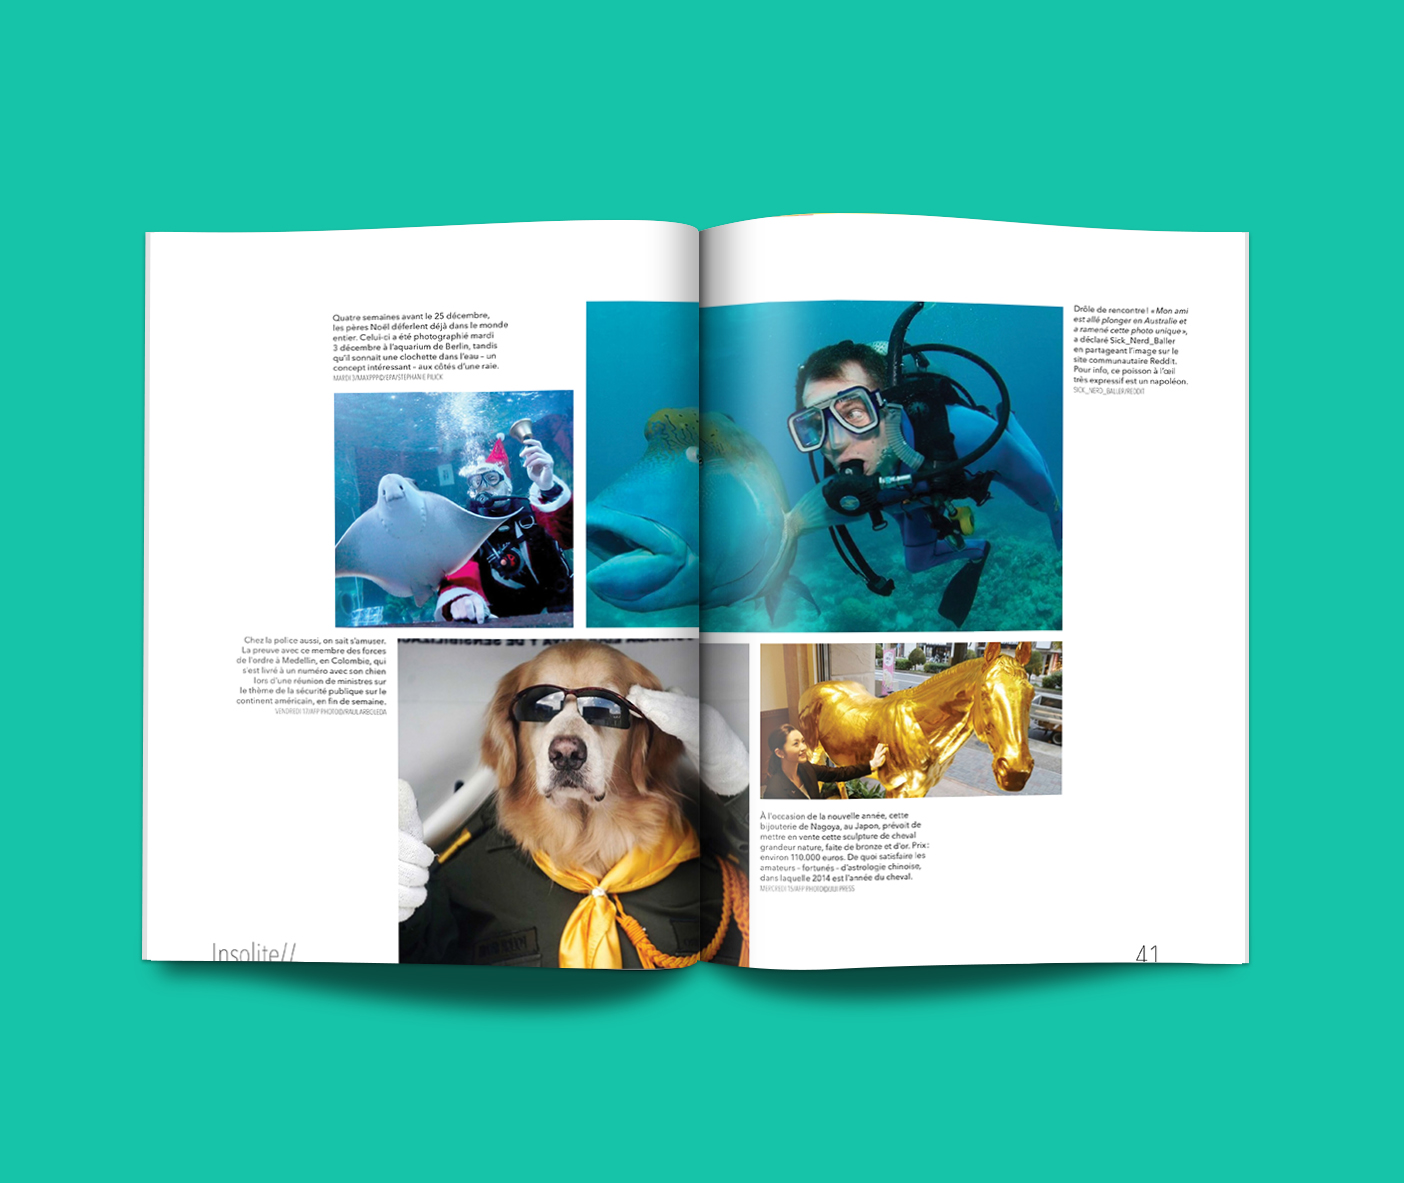 Quatre semaines avant le 25 décembre,
les pères Noël déferlent déjà dans le monde
entier. Celui-ci a été photographié mardi
3 décembre à l'aquarium de Berlin, tandis
qu'il sonnait une clochette dans l'eau – un
concept intéressant – aux côtés d'une raie.
MARDI 3/MAXPPP©/EPA/STEPHANIE PILICK
Chez la police aussi, on sait s'amuser.
La preuve avec ce membre des forces
de l'ordre à Medellin, en Colombie, qui
s'est livré à un numéro avec son chien
lors d'une réunion de ministres sur
le thème de la sécurité publique sur le
continent américain, en fin de semaine.
VENDREDI 13/AFP PHOTO©/RAUL ARBOLEDA
Insolite//
Drôle de rencontre! «Mon ami
est allé plonger en Australie et
a ramené cette photo unique»,
a déclaré Sick_Nerd_Baller
en partageant l'image sur le
site communautaire Reddit.
Pour info, ce poisson à l'œil
très expressif est un napoléon.
SICK_NERD_BALLER/REDDIT
À l'occasion de la nouvelle année, cette
bijouterie de Nagoya, au Japon, prévoit de
mettre en vente cette sculpture de cheval
grandeur nature, faite de bronze et d'or. Prix:
environ 110.000 euros. De quoi satisfaire les
amateurs – fortunés – d'astrologie chinoise,
dans laquelle 2014 est l'année du cheval.
MERCREDI 15/AFP PHOTO©/JIJI PRESS
41